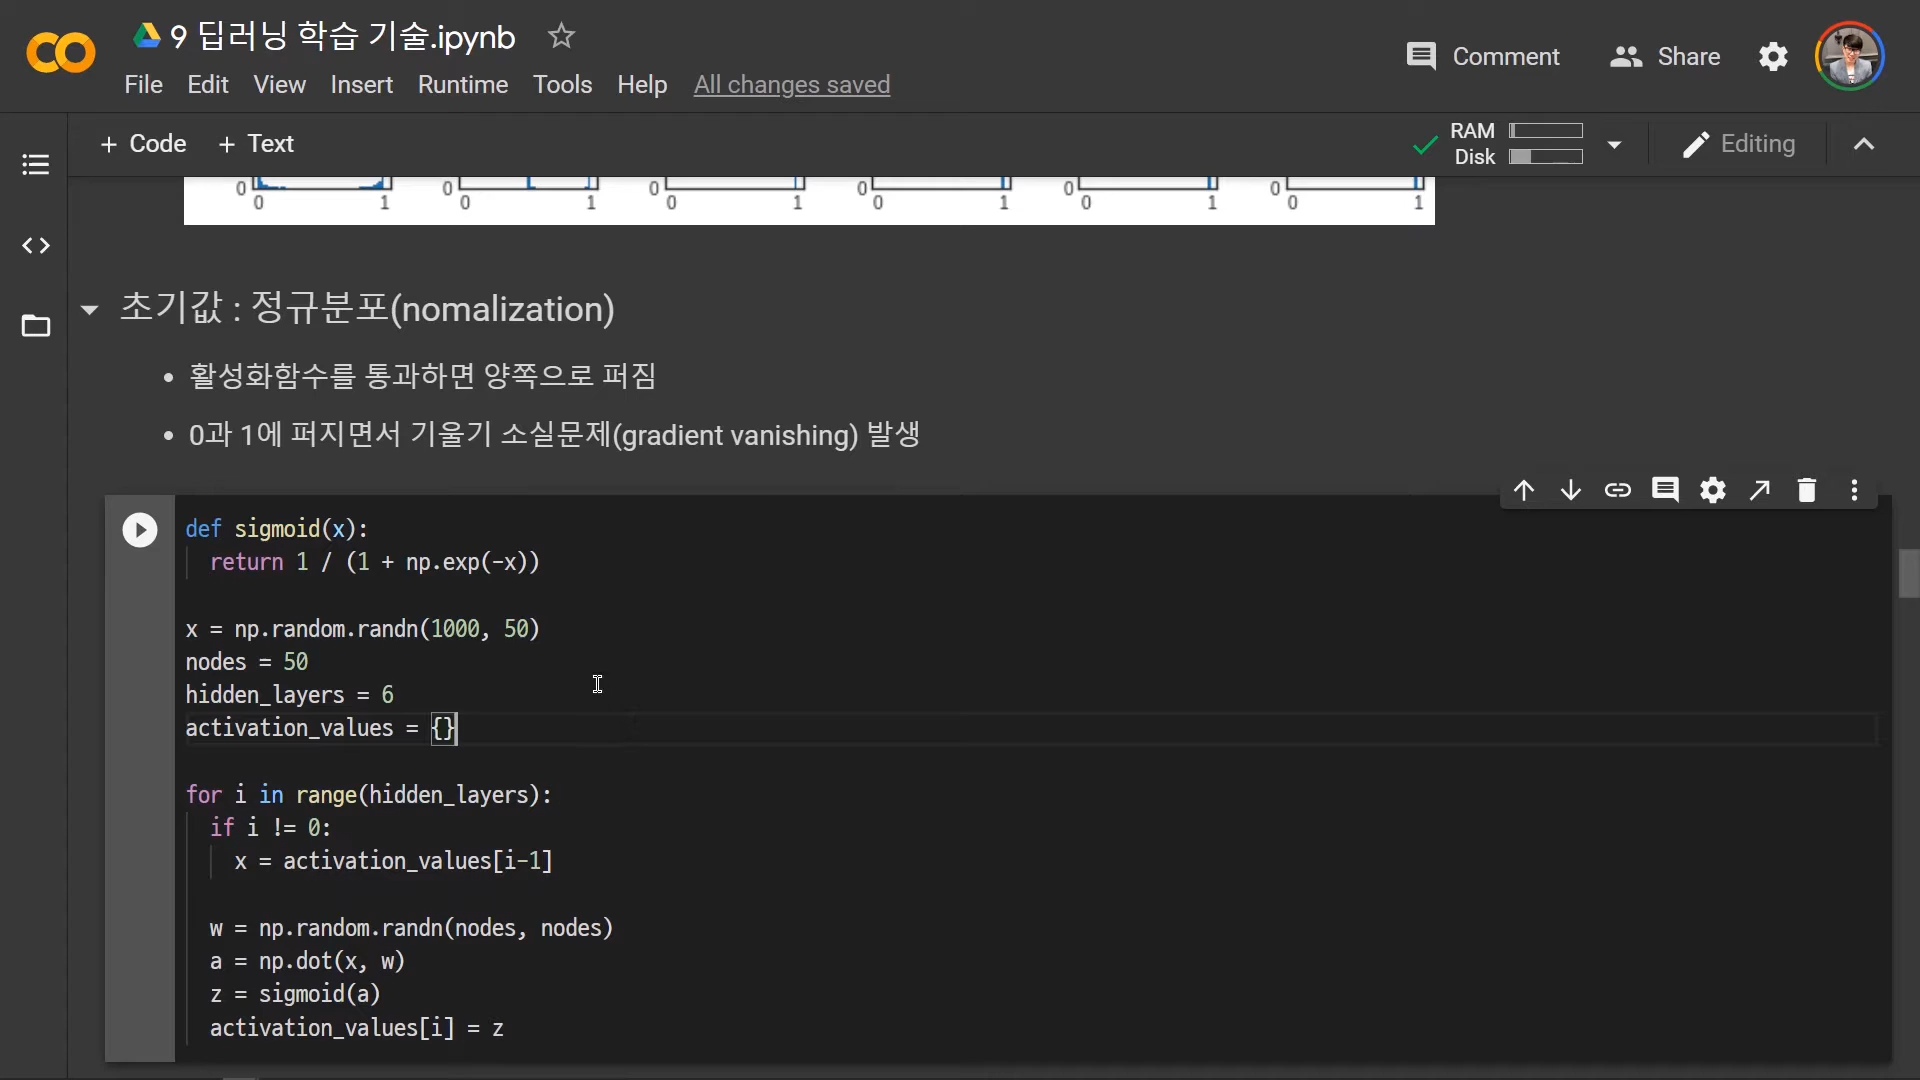 9 딥러닝 학습 기술.ipynb
File Edit View Insert Runtime Tools Help All changes saved
Comment Share
+ Code + Text
RAM
Disk
Editing
0 0 0 0 0 0
0 1 0 1 0 1 0 1 0 1 0 1
초기값 : 정규분포(nomalization)
• 활성화함수를 통과하면 양쪽으로 퍼짐
• 0과 1에 퍼지면서 기울기 소실문제(gradient vanishing) 발생
def sigmoid(x):
return 1 / (1 + np.exp(-x))
x = np.random.randn(1000, 50)
nodes = 50
hidden_layers = 6
activation_values = {}
for i in range(hidden_layers):
if i != 0:
x = activation_values[i-1]
w = np.random.randn(nodes, nodes)
a = np.dot(x, w)
z = sigmoid(a)
activation_values[i] = z